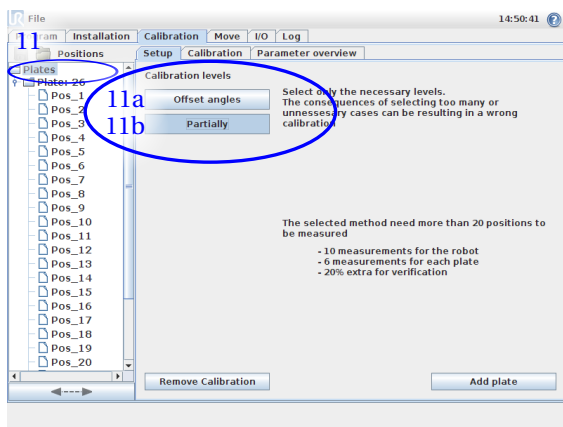 UR File 14:50:41 ?
Program Installation Calibration Move I/O Log
11
Positions Setup Calibration Parameter overview
Plates
Plate: 26
Pos_1
Pos_2
Pos_3
Pos_4
Pos_5
Pos_6
Pos_7
Pos_8
Pos_9
Pos_10
Pos_11
Pos_12
Pos_13
Pos_14
Pos_15
Pos_16
Pos_17
Pos_18
Pos_19
Pos_20
Calibration levels
11a Offset angles
11b Partially
Select only the necessary levels.
The consequences of selecting too many or
unnessesary cases can be resulting in a wrong
calibration
The selected method need more than 20 positions to
be measured
- 10 measurements for the robot
- 6 measurements for each plate
- 20% extra for verification
Remove Calibration Add plate